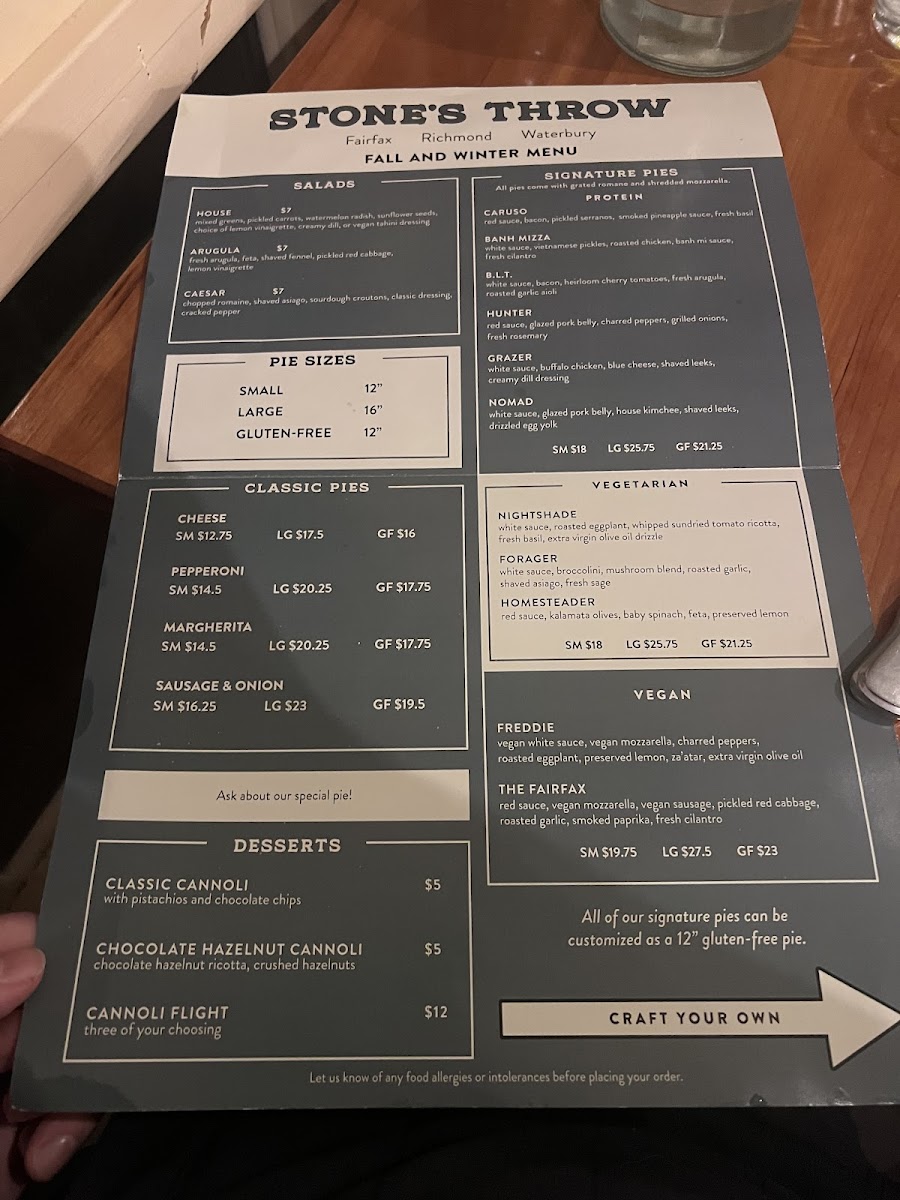 STONE'S THROW
Fairfax Richmond Waterbury
FALL AND WINTER MENU
SALADS
HOUSE $7
mixed greens, pickled carrots, watermelon radish, sunflower seeds,
choice of lemon vinaigrette, creamy dill, or vegan tahini dressing
ARUGULA $7
fresh arugula, feta, shaved fennel, pickled red cabbage,
lemon vinaigrette
CAESAR $7
chopped romaine, shaved asiago, sourdough croutons, classic dressing,
cracked pepper
PIE SIZES
SMALL 12”
LARGE 16”
GLUTEN-FREE 12”
CLASSIC PIES
CHEESE
SM $12.75 LG $17.5 GF $16
PEPPERONI
SM $14.5 LG $20.25 GF $17.75
MARGHERITA
SM $14.5 LG $20.25 GF $17.75
SAUSAGE & ONION
SM $16.25 LG $23 GF $19.5
Ask about our special pie!
DESSERTS
CLASSIC CANNOLI $5
with pistachios and chocolate chips
CHOCOLATE HAZELNUT CANNOLI $5
chocolate hazelnut ricotta, crushed hazelnuts
CANNOLI FLIGHT $12
three of your choosing
SIGNATURE PIES
All pies come with grated romano and shredded mozzarella.
PROTEIN
CARUSO
red sauce, bacon, pickled serranos, smoked pineapple sauce, fresh basil
BANH MIZZA
white sauce, vietnamese pickles, roasted chicken, banh mi sauce,
fresh cilantro
B.L.T.
white sauce, bacon, heirloom cherry tomatoes, fresh arugula,
roasted garlic aioli
HUNTER
red sauce, glazed pork belly, charred peppers, grilled onions,
fresh rosemary
GRAZER
white sauce, buffalo chicken, blue cheese, shaved leeks,
creamy dill dressing
NOMAD
white sauce, glazed pork belly, house kimchee, shaved leeks,
drizzled egg yolk
SM $18 LG $25.75 GF $21.25
VEGETARIAN
NIGHTSHADE
white sauce, roasted eggplant, whipped sundried tomato ricotta,
fresh basil, extra virgin olive oil drizzle
FORAGER
white sauce, broccolini, mushroom blend, roasted garlic,
shaved asiago, fresh sage
HOMESTEADER
red sauce, kalamata olives, baby spinach, feta, preserved lemon
SM $18 LG $25.75 GF $21.25
VEGAN
FREDDIE
vegan white sauce, vegan mozzarella, charred peppers,
roasted eggplant, preserved lemon, za'atar, extra virgin olive oil
THE FAIRFAX
red sauce, vegan mozzarella, vegan sausage, pickled red cabbage,
roasted garlic, smoked paprika, fresh cilantro
SM $19.75 LG $27.5 GF $23
All of our signature pies can be
customized as a 12” gluten-free pie.
CRAFT YOUR OWN
Let us know of any food allergies or intolerances before placing your order.